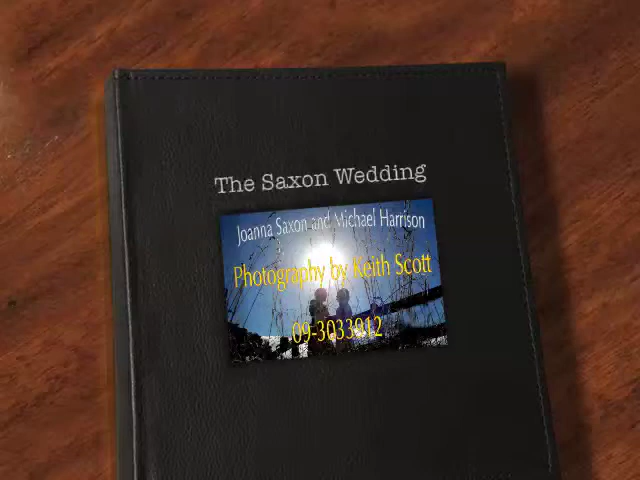 The Saxon Wedding
Joanna Saxon and Michael Harrison
Photography by Keith Scott
09-3033012